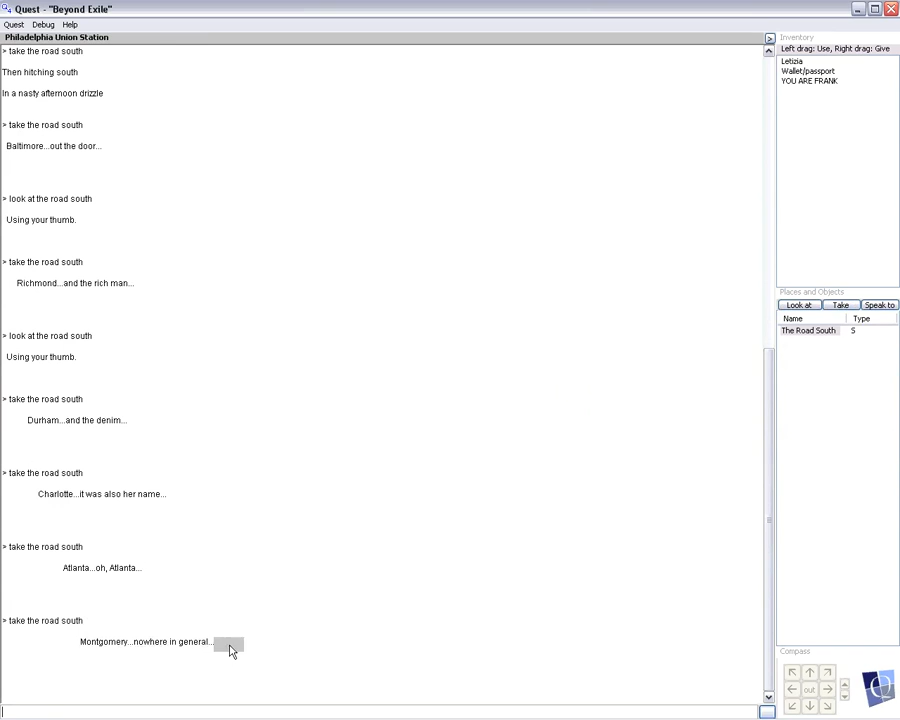 Quest - "Beyond Exile"
Quest Debug Help
Philadelphia Union Station
> take the road south
Then hitching south
In a nasty afternoon drizzle
> take the road south
Baltimore...out the door...
> look at the road south
Using your thumb.
> take the road south
Richmond...and the rich man...
> look at the road south
Using your thumb.
> take the road south
Durham...and the denim...
> take the road south
Charlotte...it was also her name...
> take the road south
Atlanta...oh, Atlanta...
> take the road south
Montgomery...nowhere in general...
>
Inventory
Left drag: Use, Right drag: Give
Letizia
Wallet/passport
YOU ARE FRANK
Places and Objects
Look at Take Speak to
Name Type
The Road South S
Compass
out